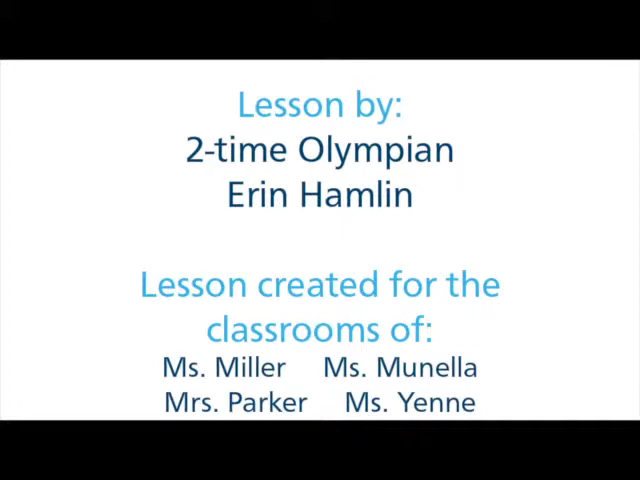 Lesson by:
2-time Olympian
Erin Hamlin
Lesson created for the
classrooms of:
Ms. Miller Ms. Munella
Mrs. Parker Ms. Yenne